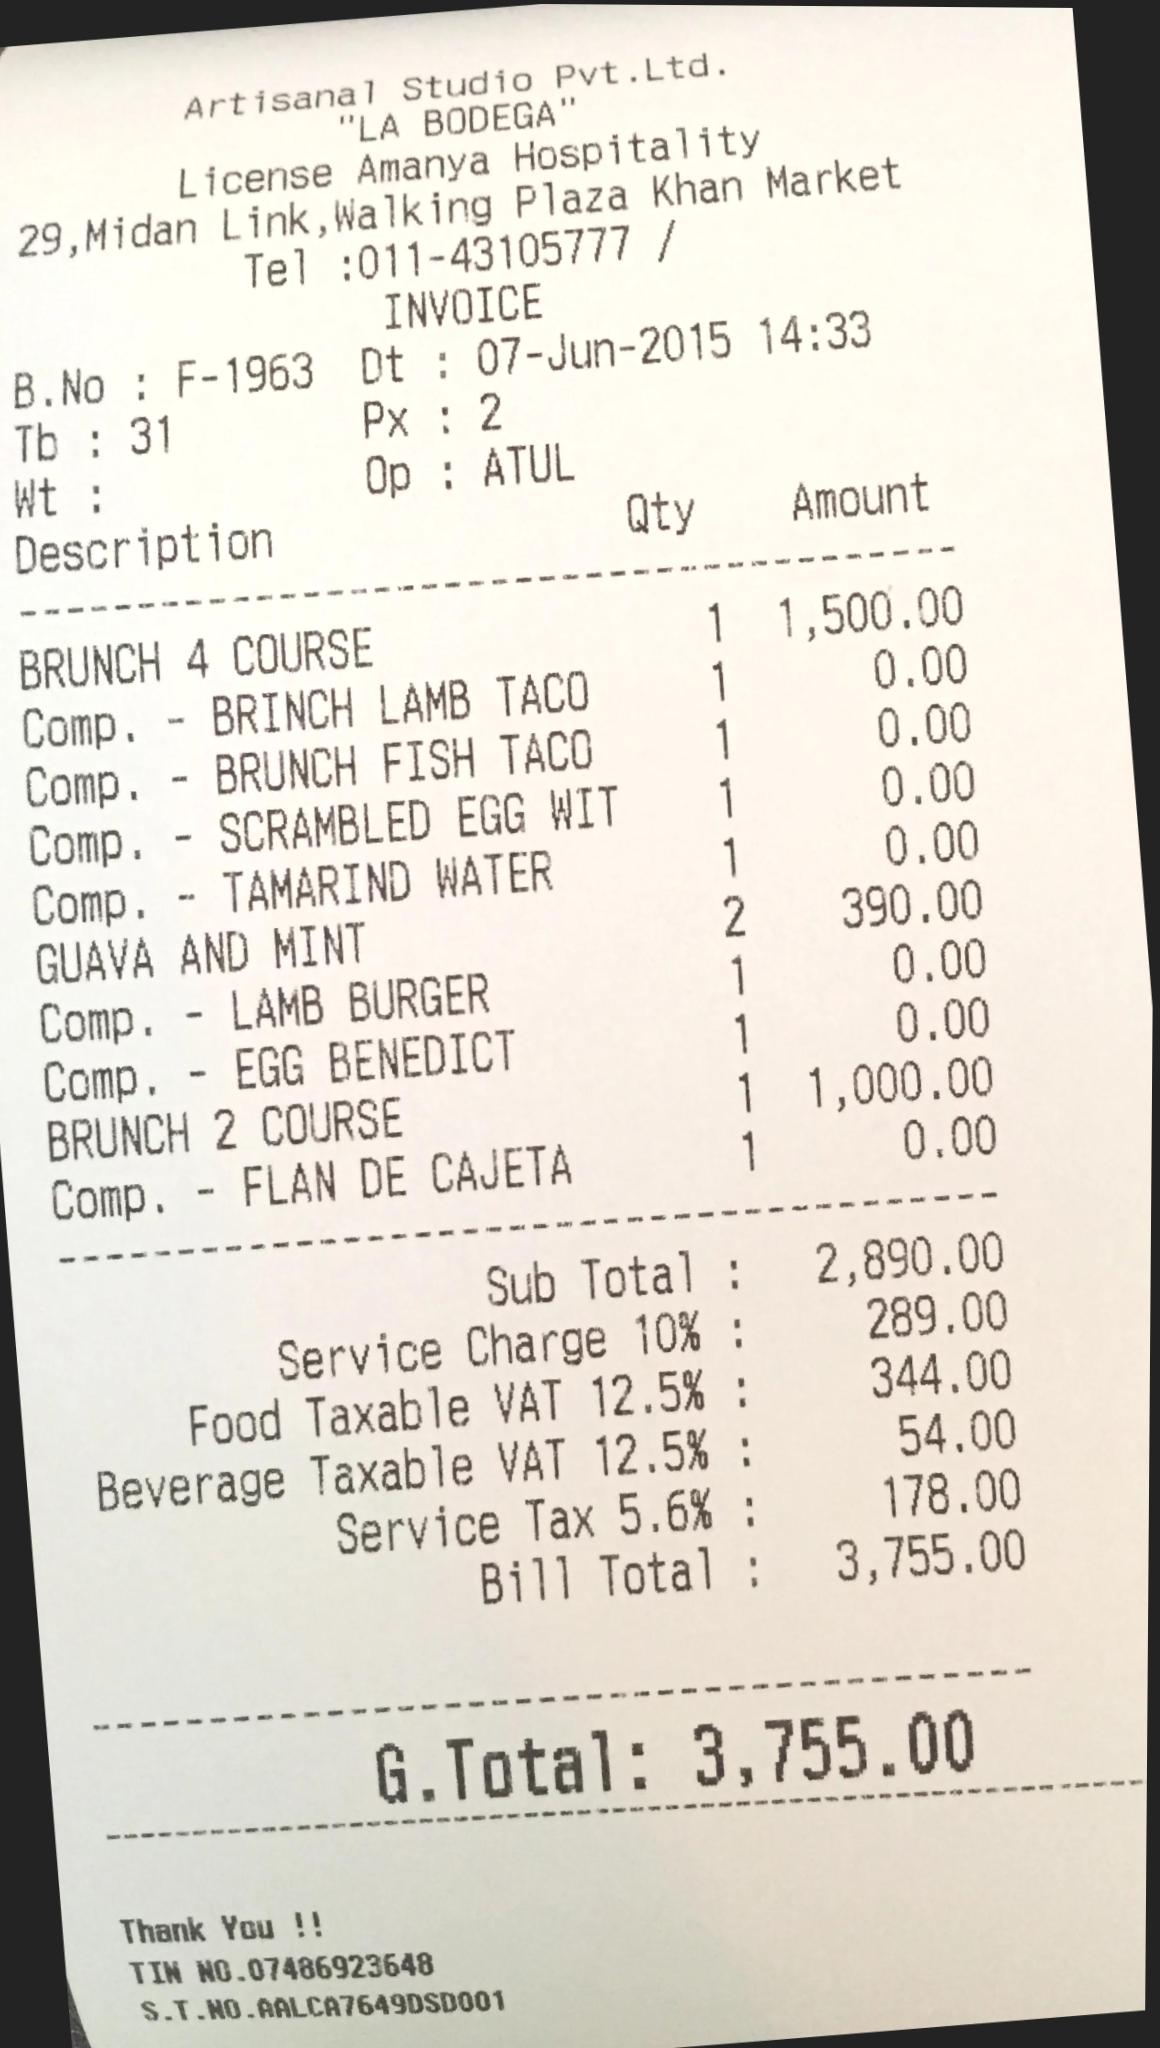 Artisanal Studio Pvt.Ltd.
"LA BODEGA"
License Amanya Hospitality
29,Midan Link,Walking Plaza Khan Market
Tel :011-43105777 /
INVOICE
B.No : F-1963 Dt : 07-Jun-2015 14:33
Tb : 31 Px : 2
Wt : Op : ATUL
Description Qty Amount
BRUNCH 4 COURSE 1 1,500.00
Comp. - BRINCH LAMB TACO 1 0.00
Comp. - BRUNCH FISH TACO 1 0.00
Comp. - SCRAMBLED EGG WIT 1 0.00
Comp. - TAMARIND WATER 1 0.00
GUAVA AND MINT 2 390.00
Comp. - LAMB BURGER 1 0.00
Comp. - EGG BENEDICT 1 0.00
BRUNCH 2 COURSE 1 1,000.00
Comp. - FLAN DE CAJETA 1 0.00
Sub Total : 2,890.00
Service Charge 10% : 289.00
Food Taxable VAT 12.5% : 344.00
Beverage Taxable VAT 12.5% : 54.00
Service Tax 5.6% : 178.00
Bill Total : 3,755.00
G.Total: 3,755.00
Thank You !!
TIN NO.07486923648
S.T.NO.AALCA7649DSD001